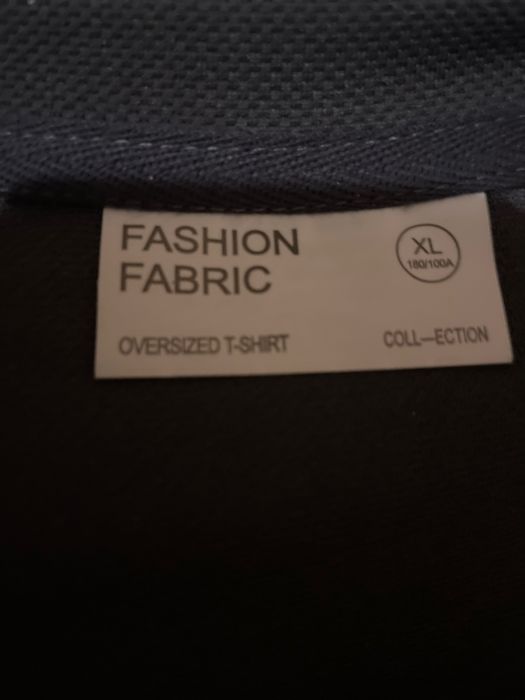 FASHION
FABRIC
XL
180/100A
OVERSIZED T-SHIRT
COLL—ECTION